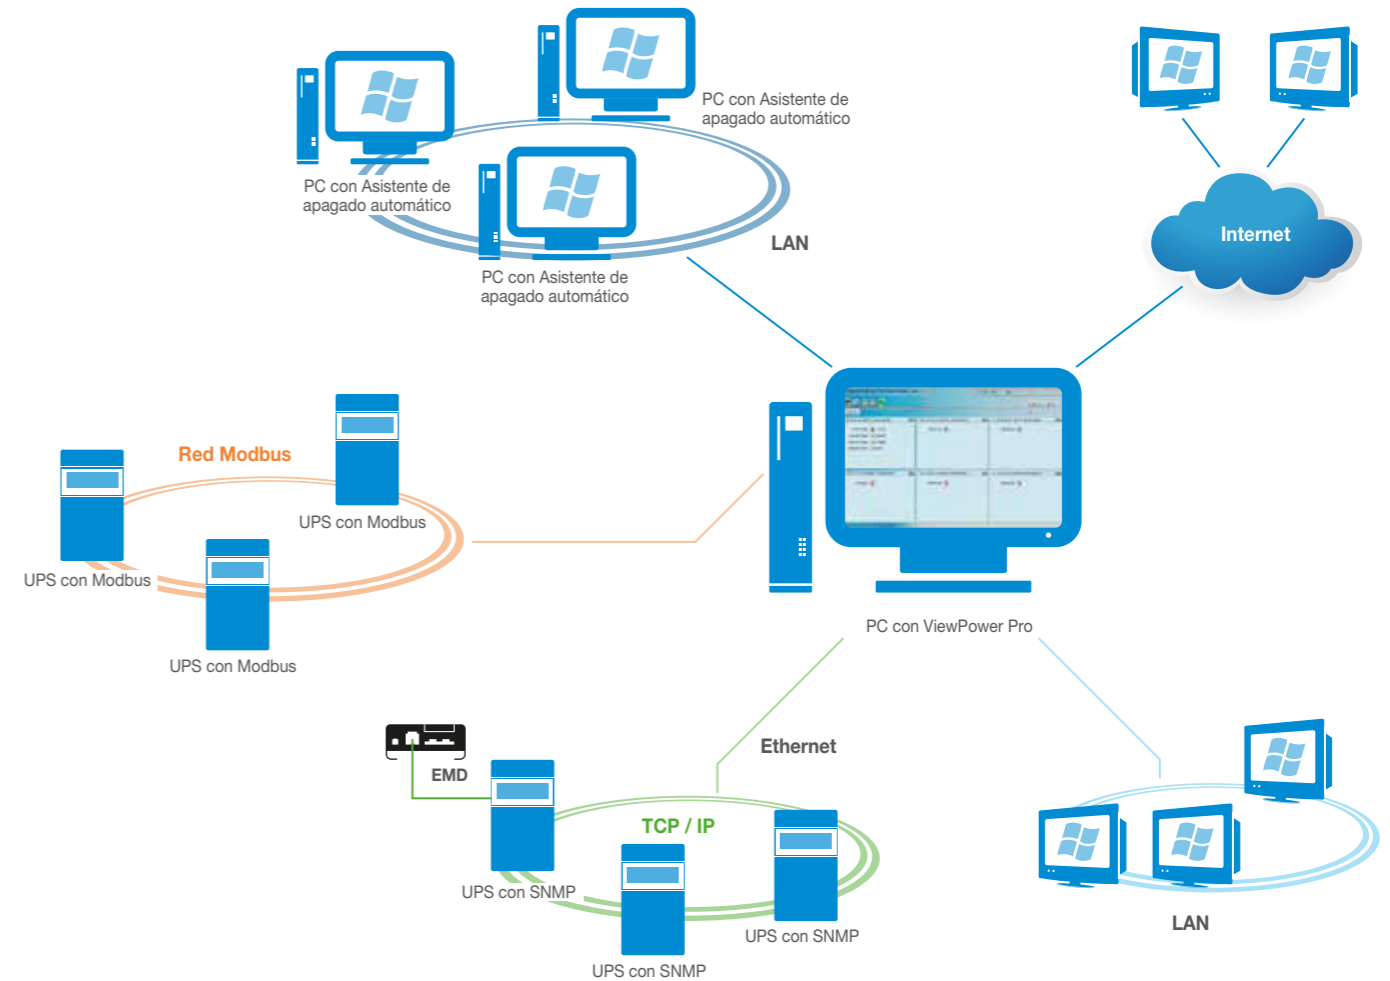 PC con Asistente de
apagado automático
PC con Asistente de
apagado automático
LAN
PC con Asistente de
apagado automático
Internet
Red Modbus
UPS con Modbus
UPS con Modbus
UPS con Modbus
PC con ViewPower Pro
Ethernet
EMD
TCP / IP
UPS con SNMP
UPS con SNMP
UPS con SNMP
LAN